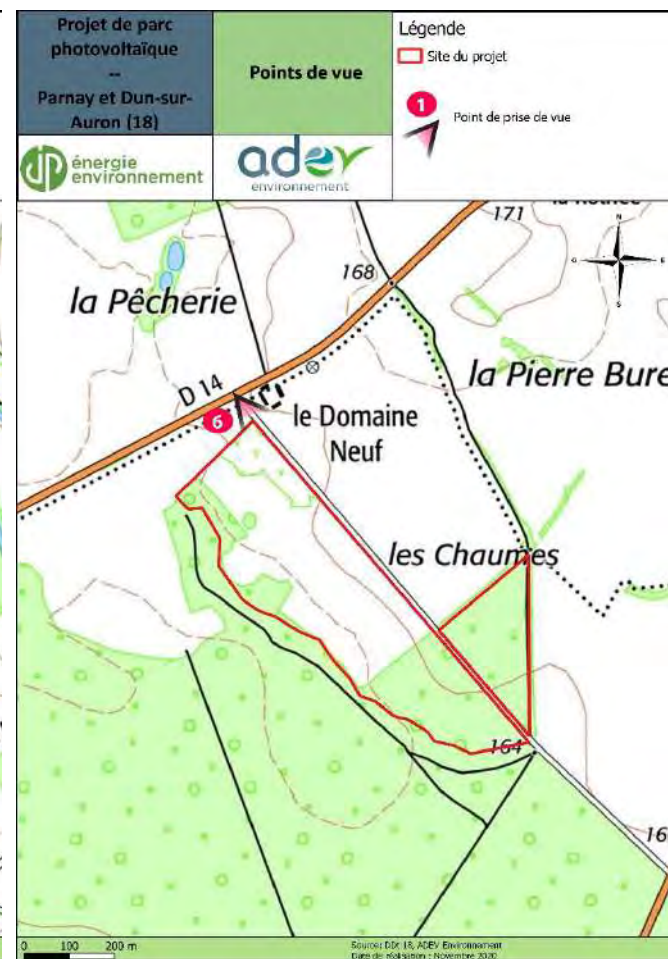 Projet de parc
photovoltaïque
--
Parnay et Dun-sur-
Auron (18)
Points de vue
Légende
Site du projet
1
Point de prise de vue
JP
énergie
environnement
adev
environnement
171
168
N
O
E
S
la Pêcherie
la Pierre Bure
D 14
6
le Domaine
Neuf
les Chaumes
164
16
0 100 200 m
Source: DDt 18, ADEV Environnement
Date de réalisation : Novembre 2020